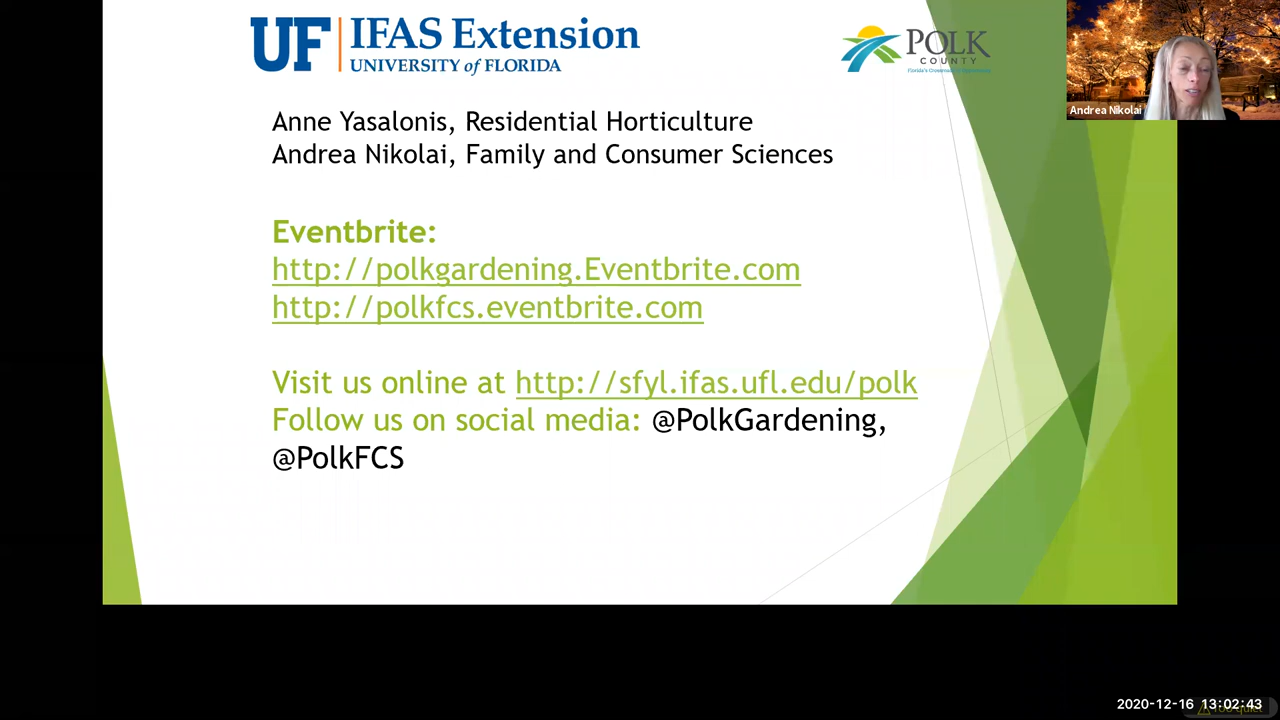 UF IFAS Extension
UNIVERSITY of FLORIDA
POLK
COUNTY
Andrea Nikolai
Anne Yasalonis, Residential Horticulture
Andrea Nikolai, Family and Consumer Sciences
Eventbrite:
http://polkgardening.Eventbrite.com
http://polkfcs.eventbrite.com
Visit us online at http://sfyl.ifas.ufl.edu/polk
Follow us on social media: @PolkGardening,
@PolkFCS
2020-12-16 13:02:43